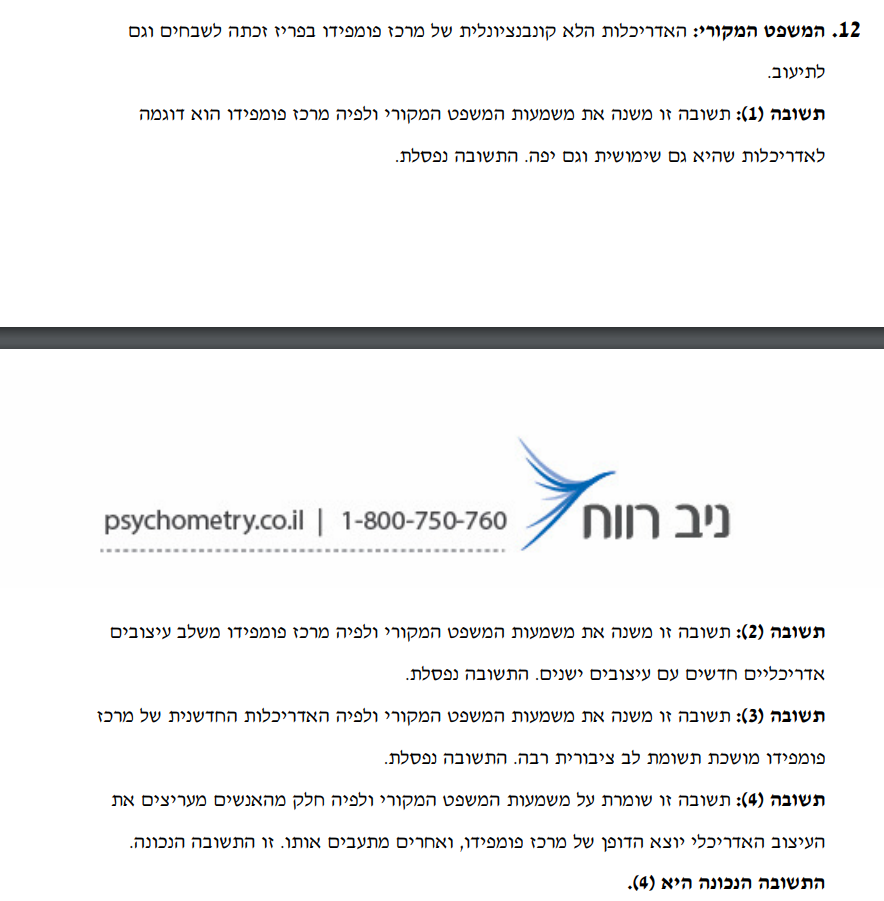 12. המשפט המקורי: האדריכלות הלא קונבנציונלית של מרכז פומפידו בפריז זכתה לשבחים וגם
לתיעוב.
תשובה (1): תשובה זו משנה את משמעות המשפט המקורי ולפיה מרכז פומפידו הוא דוגמה
לאדריכלות שהיא גם שימושית וגם יפה. התשובה נפסלת.
ניב רווח
psychometry.co.il | 1-800-750-760
תשובה (2): תשובה זו משנה את משמעות המשפט המקורי ולפיה מרכז פומפידו משלב עיצובים
אדריכליים חדשים עם עיצובים ישנים. התשובה נפסלת.
תשובה (3): תשובה זו משנה את משמעות המשפט המקורי ולפיה האדריכלות החדשנית של מרכז
פומפידו מושכת תשומת לב ציבורית רבה. התשובה נפסלת.
תשובה (4): תשובה זו שומרת על משמעות המשפט המקורי ולפיה חלק מהאנשים מעריצים את
העיצוב האדריכלי יוצא הדופן של מרכז פומפידו, ואחרים מתעבים אותו. זו התשובה הנכונה.
התשובה הנכונה היא (4).